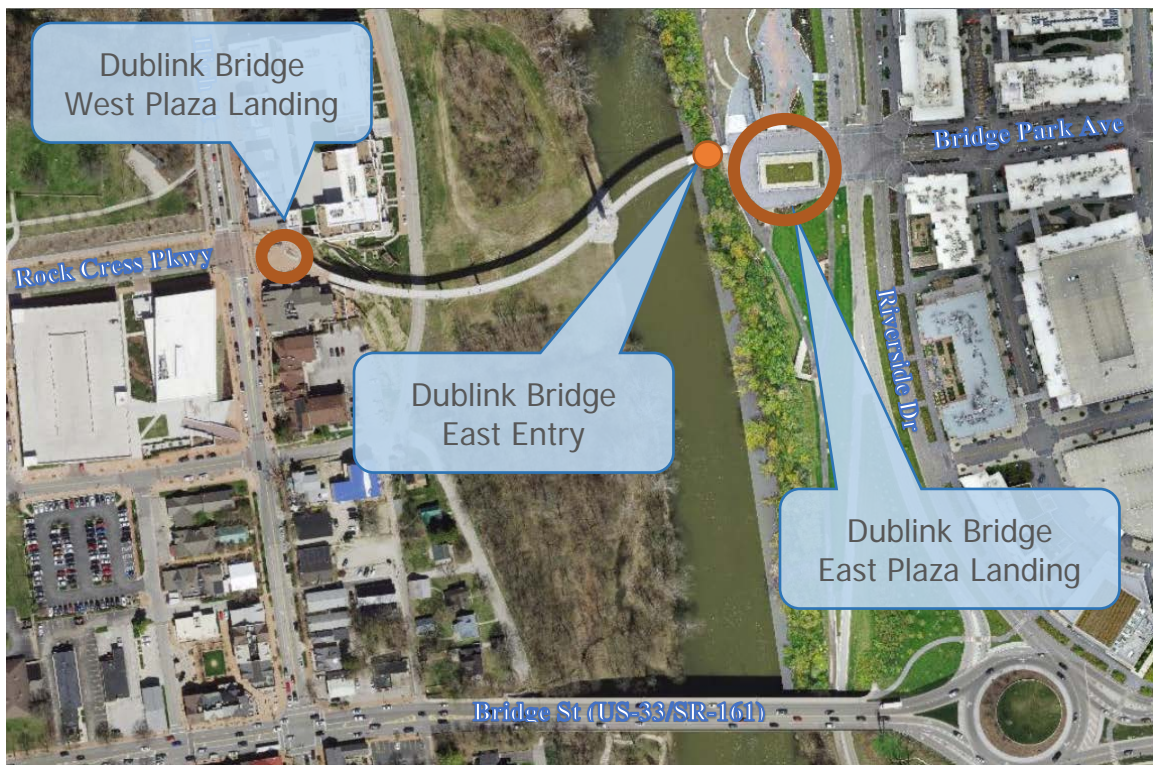 Dublink Bridge
West Plaza Landing
Bridge Park Ave
Rock Cress Pkwy
Riverside Dr
Dublink Bridge
East Entry
Dublink Bridge
East Plaza Landing
Bridge St (US-33/SR-161)